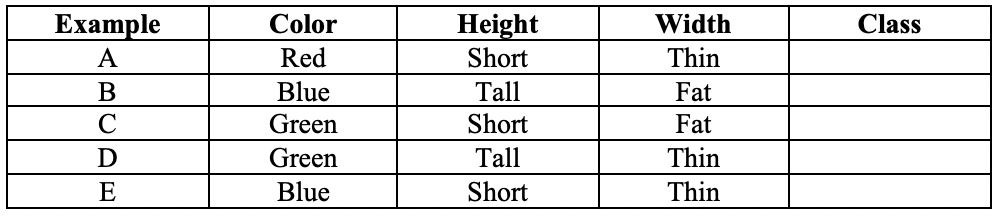 Example Color Height Width Class
A Red Short Thin
B Blue Tall Fat
C Green Short Fat
D Green Tall Thin
E Blue Short Thin